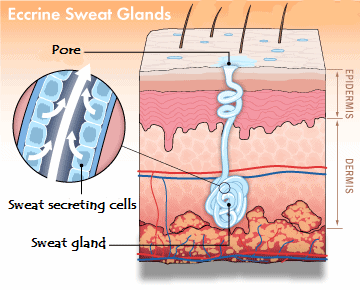 Eccrine Sweat Glands
Pore
EPIDERMIS
DERMIS
Sweat secreting cells
Sweat gland